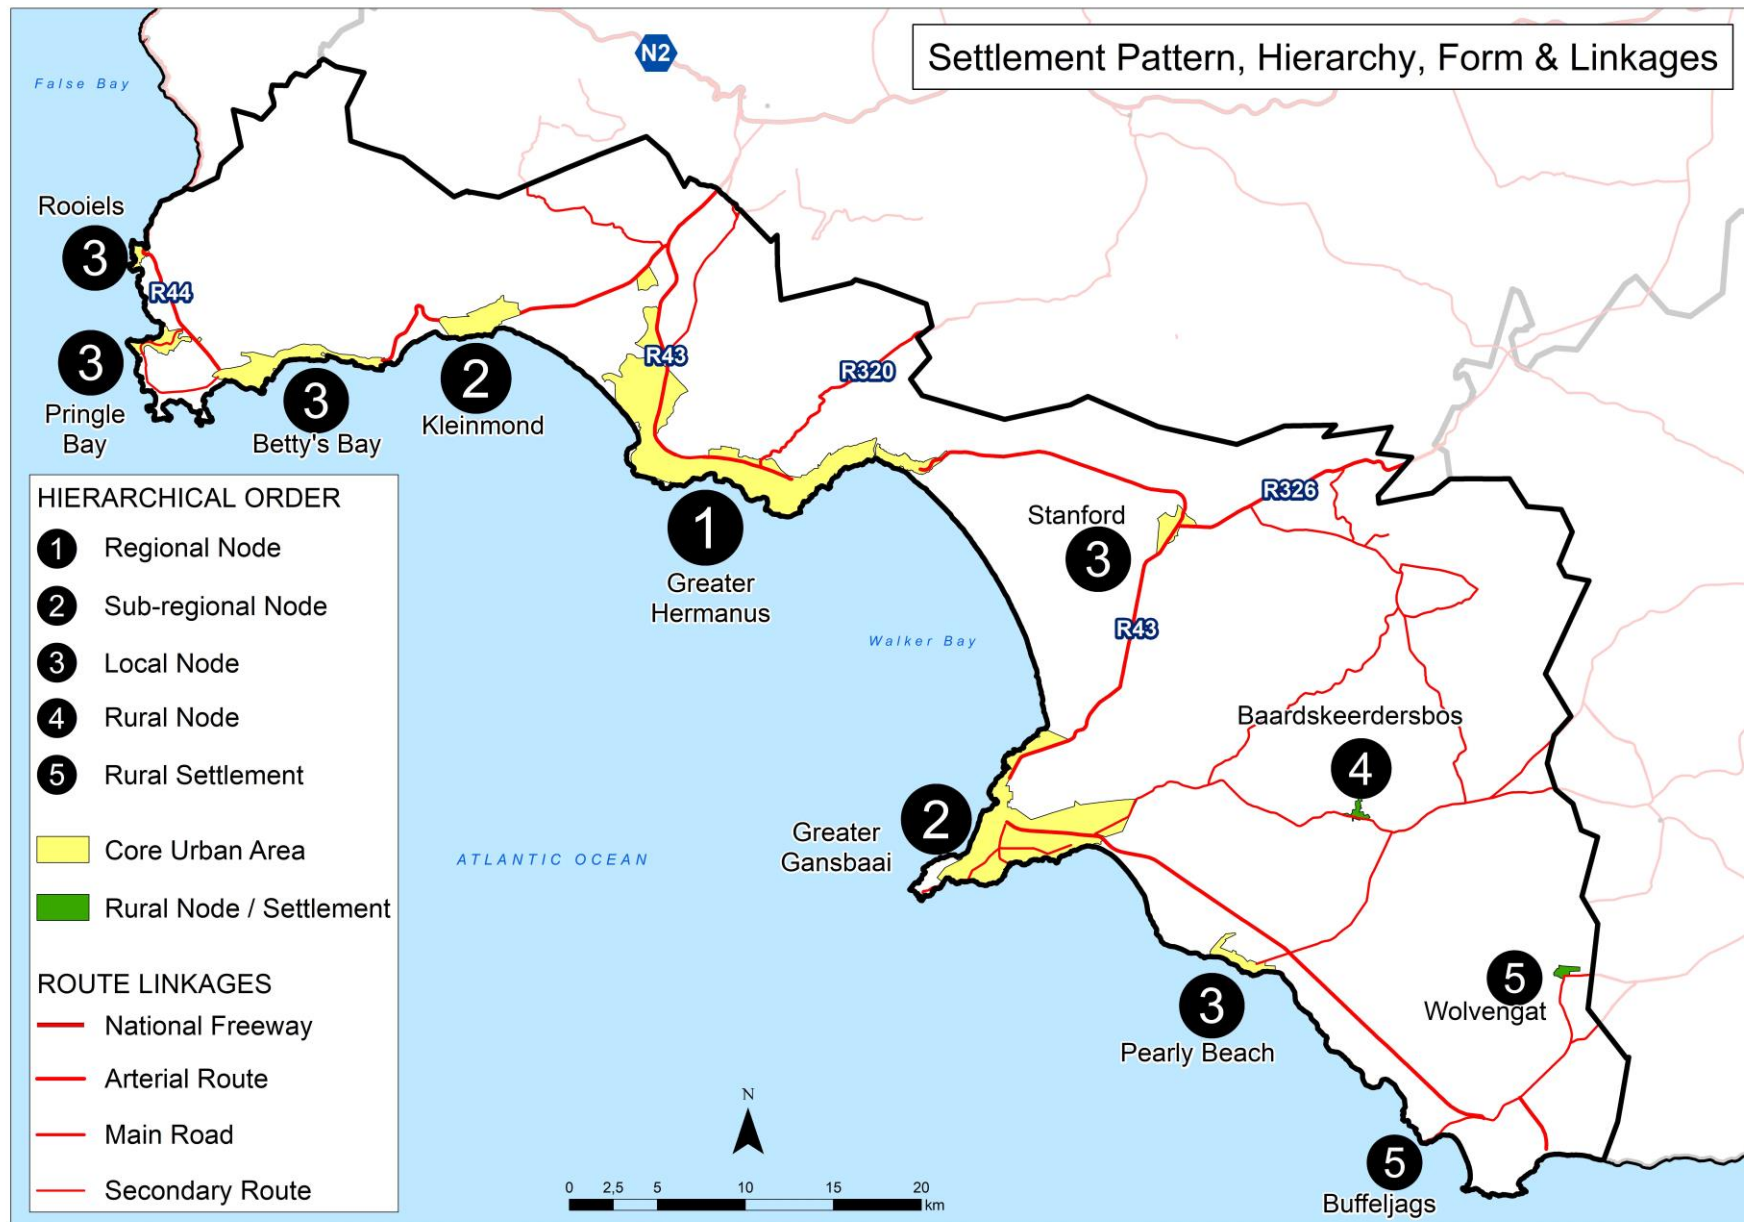 Settlement Pattern, Hierarchy, Form & Linkages
N2
False Bay
Rooiels
3
R44
3
Pringle
Bay
3
Betty's Bay
2
Kleinmond
R43
R320
1
Greater
Hermanus
Stanford
3
R326
R43
Walker Bay
Baardskeerdersbos
4
2
Greater
Gansbaai
ATLANTIC OCEAN
3
Pearly Beach
5
Wolvengat
5
Buffeljags
HIERARCHICAL ORDER
1 Regional Node
2 Sub-regional Node
3 Local Node
4 Rural Node
5 Rural Settlement
Core Urban Area
Rural Node / Settlement
ROUTE LINKAGES
National Freeway
Arterial Route
Main Road
Secondary Route
N
0 2,5 5 10 15 20
km